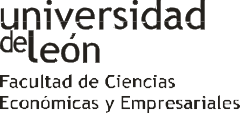 universidad
de león
Facultad de Ciencias
Económicas y Empresariales